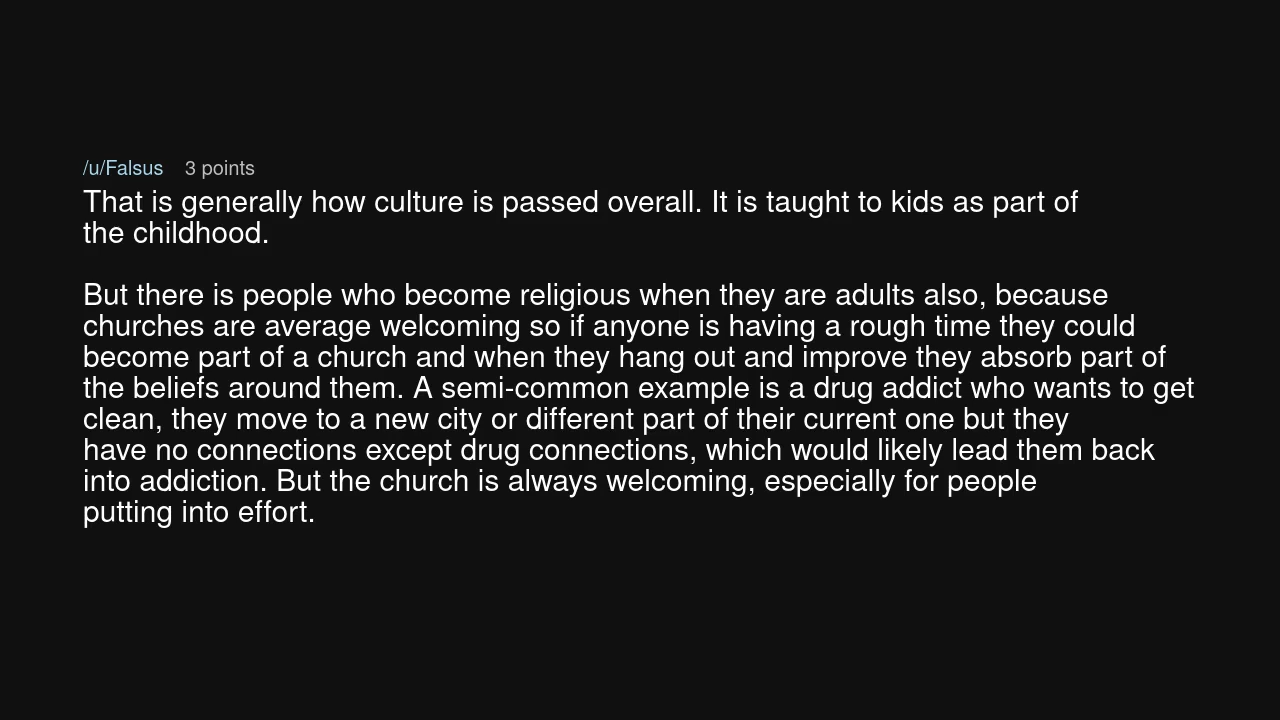 /u/Falsus 3 points
That is generally how culture is passed overall. It is taught to kids as part of
the childhood.
But there is people who become religious when they are adults also, because
churches are average welcoming so if anyone is having a rough time they could
become part of a church and when they hang out and improve they absorb part of
the beliefs around them. A semi-common example is a drug addict who wants to get
clean, they move to a new city or different part of their current one but they
have no connections except drug connections, which would likely lead them back
into addiction. But the church is always welcoming, especially for people
putting into effort.